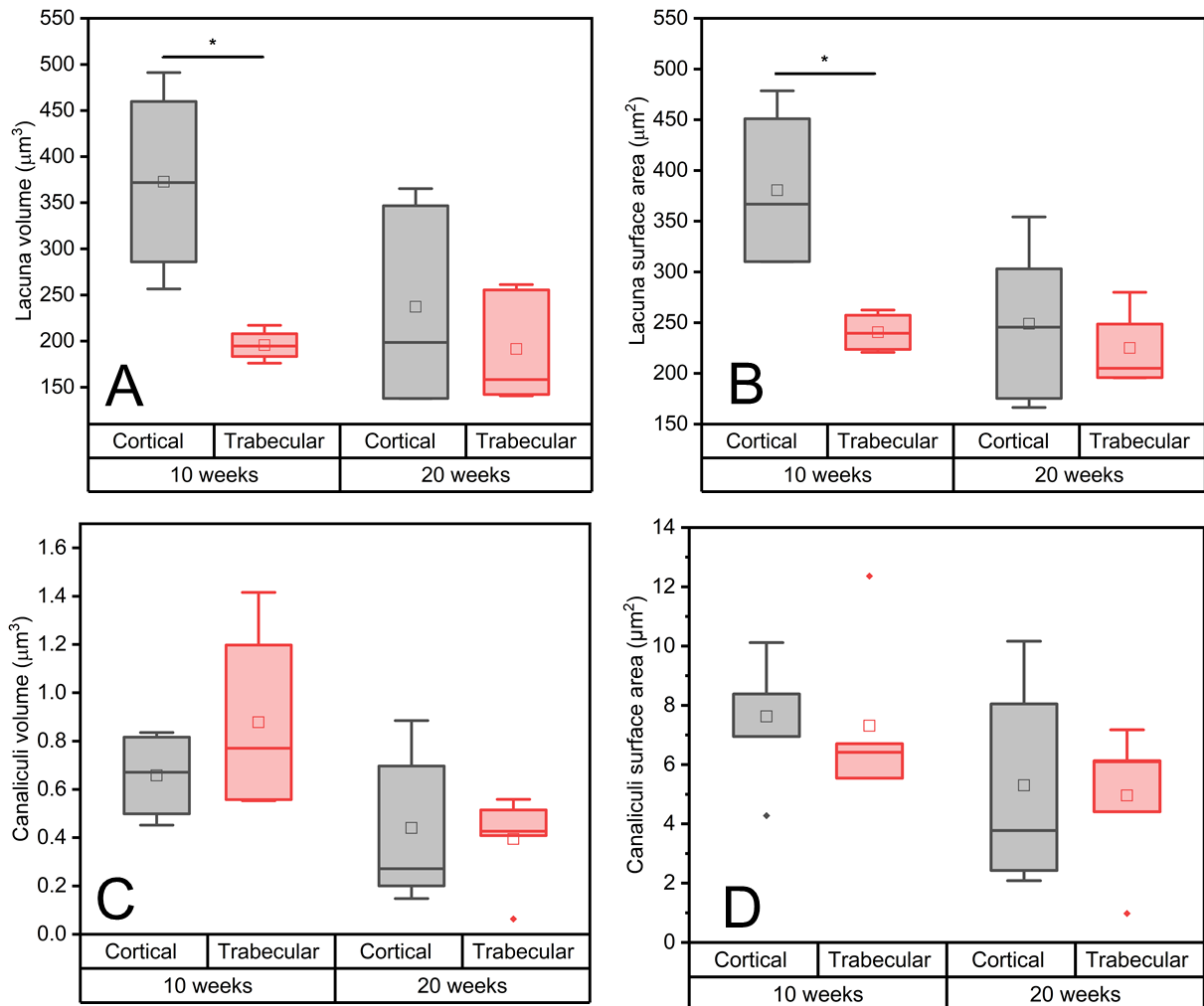 550
500
450
400
350
300
250
200
150
Lacuna volume (μm³)
*
A
Cortical Trabecular Cortical Trabecular
10 weeks 20 weeks
550
500
450
400
350
300
250
200
150
Lacuna surface area (μm²)
*
B
Cortical Trabecular Cortical Trabecular
10 weeks 20 weeks
1.6
1.4
1.2
1.0
0.8
0.6
0.4
0.2
0.0
Canaliculi volume (μm³)
C
Cortical Trabecular Cortical Trabecular
10 weeks 20 weeks
14
12
10
8
6
4
2
0
Canaliculi surface area (μm²)
D
Cortical Trabecular Cortical Trabecular
10 weeks 20 weeks